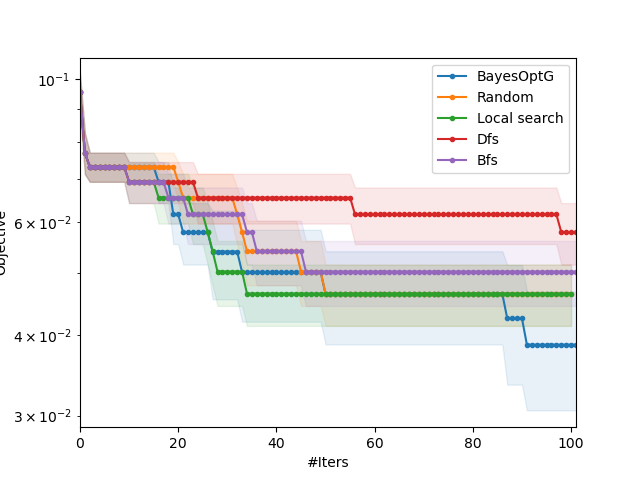 10^{-1}
6 × 10^{-2}
4 × 10^{-2}
3 × 10^{-2}
Objective
BayesOptG
Random
Local search
Dfs
Bfs
0 20 40 60 80 100
#Iters